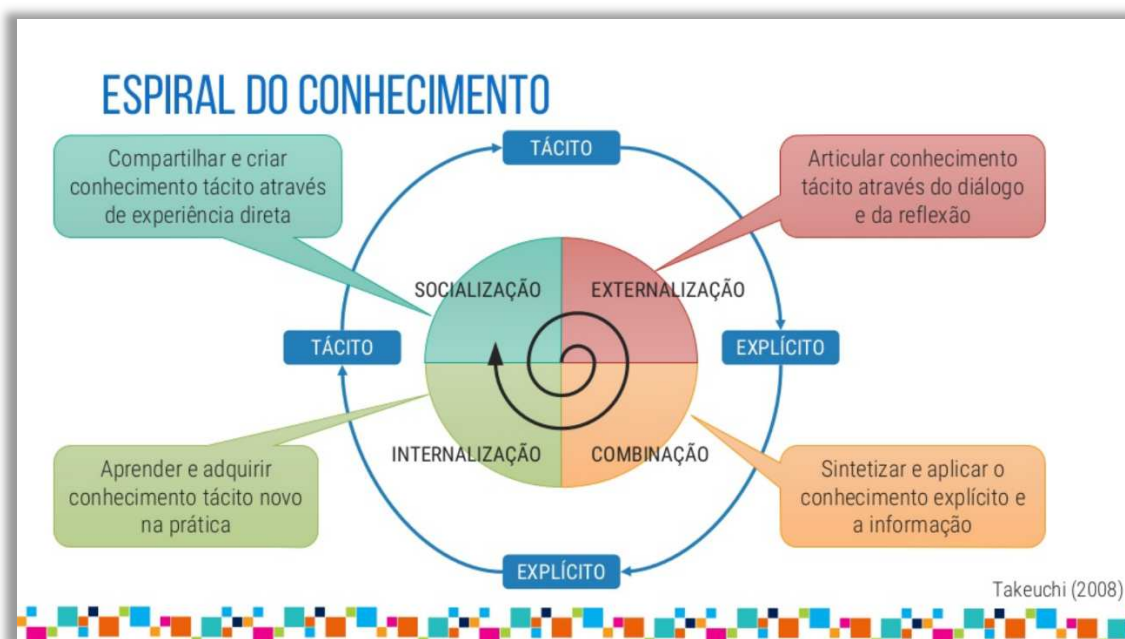 ESPIRAL DO CONHECIMENTO
Compartilhar e criar
conhecimento tácito através
de experiência direta
TÁCITO
Articular conhecimento
tácito através do diálogo
e da reflexão
SOCIALIZAÇÃO
EXTERNALIZAÇÃO
TÁCITO
EXPLÍCITO
INTERNALIZAÇÃO
COMBINAÇÃO
Aprender e adquirir
conhecimento tácito novo
na prática
Sintetizar e aplicar o
conhecimento explícito e
a informação
EXPLÍCITO
Takeuchi (2008)